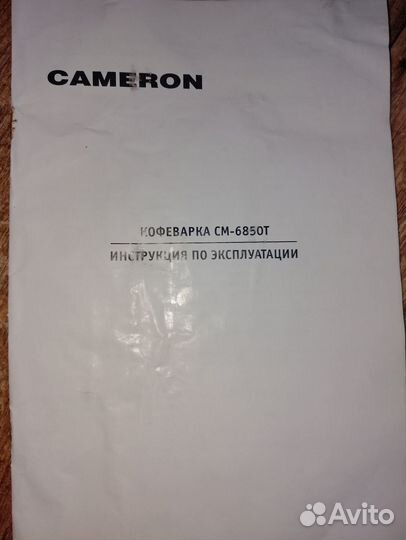 CAMERON
КОФЕВАРКА СМ-6850Т
ИНСТРУКЦИЯ ПО ЭКСПЛУАТАЦИИ
Avito